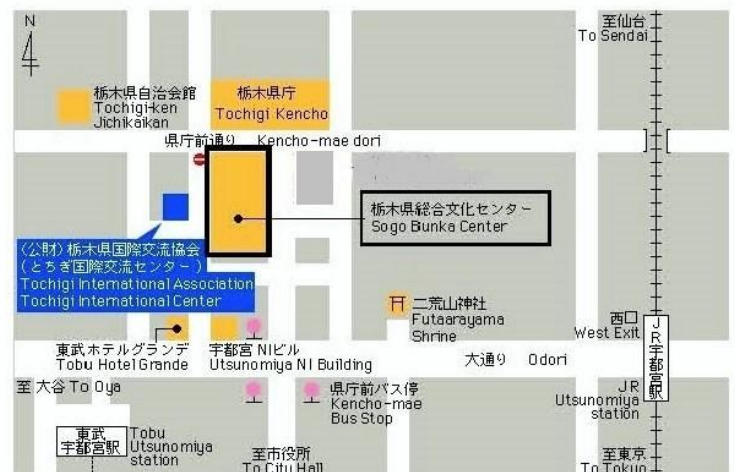 N
至仙台
To Sendai
栃木県自治会館
Tochigi-ken
Jichikaikan
栃木県庁
Tochigi Kencho
県庁前通り Kencho-mae dori
栃木県総合文化センター
Sogo Bunka Center
(公財)栃木県国際交流協会
(とちぎ国際交流センター)
Tochigi International Association
Tochigi International Center
二荒山神社
Futaarayama
Shrine
西口
West Exit
JR宇都宮駅
東武ホテルグランデ
Tobu Hotel Grande
宇都宮 NIビル
Utsunomiya NI Building
大通り Odori
至 大谷 To Oya
県庁前バス停
Kencho-mae
Bus Stop
JR
Utsunomiya
station
東武
宇都宮駅
Tobu
Utsunomiya
station
至市役所
To City Hall
至東京
To Tokyo